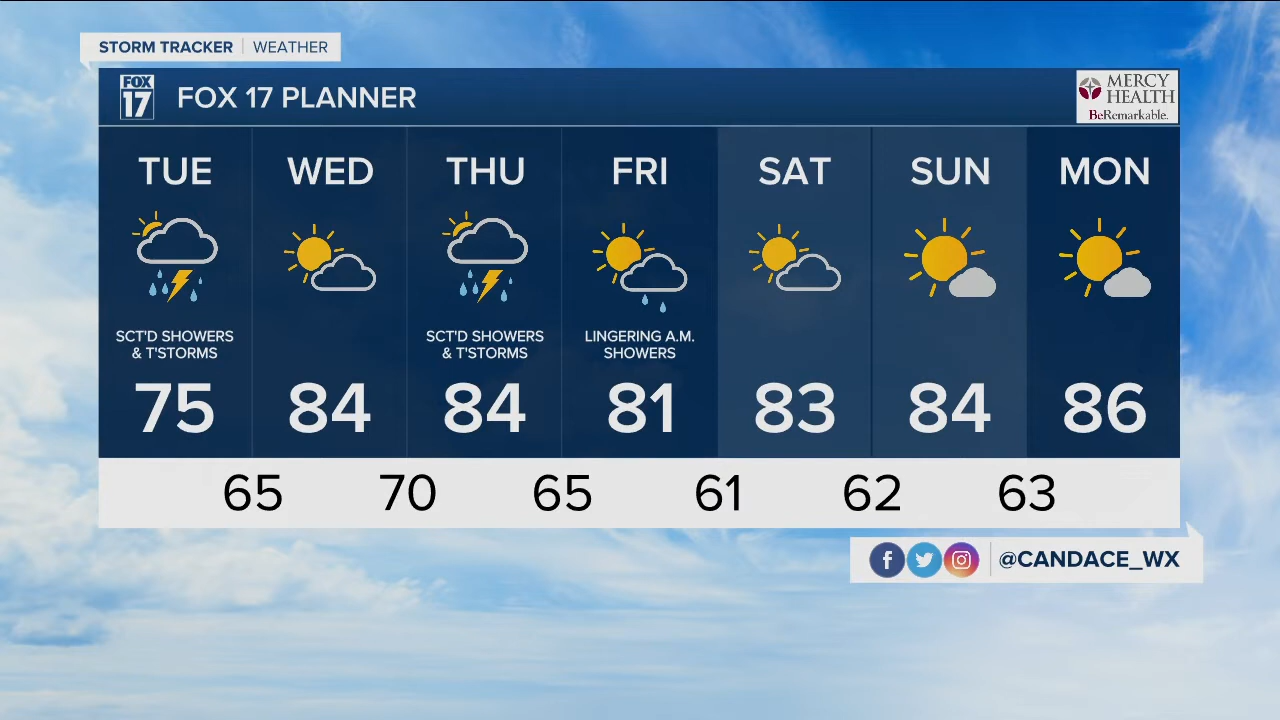 STORM TRACKER | WEATHER
FOX
17
FOX 17 PLANNER
MERCY
HEALTH
BeRemarkable.
TUE WED THU FRI SAT SUN MON
SCT'D SHOWERS
& T'STORMS
SCT'D SHOWERS
& T'STORMS
LINGERING A.M.
SHOWERS
75 84 84 81 83 84 86
65 70 65 61 62 63
@CANDACE_WX